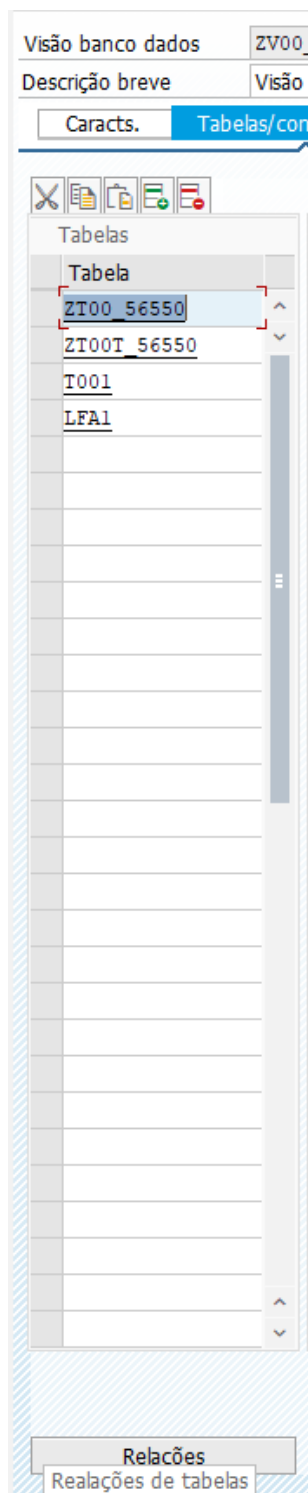 Visão banco dados ZV00_
Descrição breve Visão
Caracts. Tabelas/con
Tabelas
Tabela
ZT00_56550
ZT00T_56550
T001
LFA1
Relações
Realações de tabelas